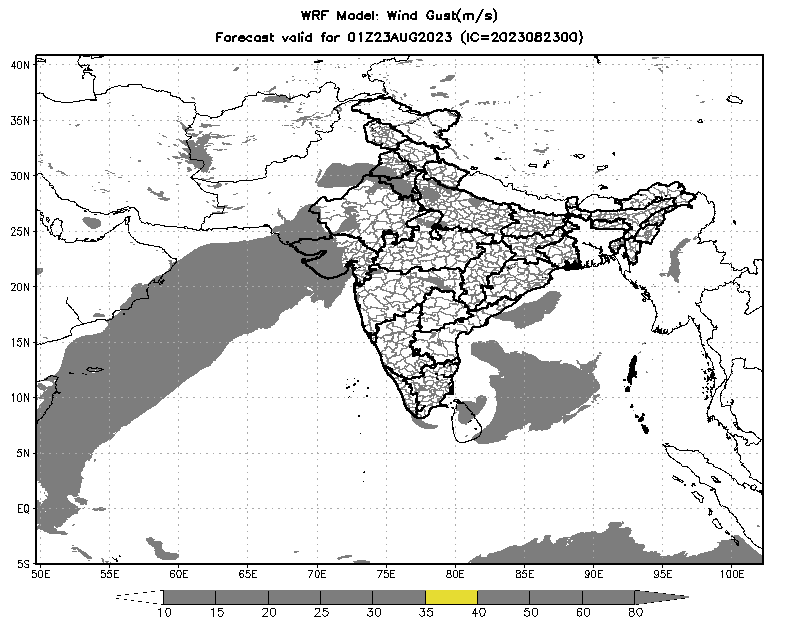 WRF Model: Wind Gust(m/s)
Forecast valid for 01Z23AUG2023 (IC=2023082300)
40N
35N
30N
25N
20N
15N
10N
5N
EQ
5S
50E 55E 60E 65E 70E 75E 80E 85E 90E 95E 100E
10 15 20 25 30 35 40 50 60 80